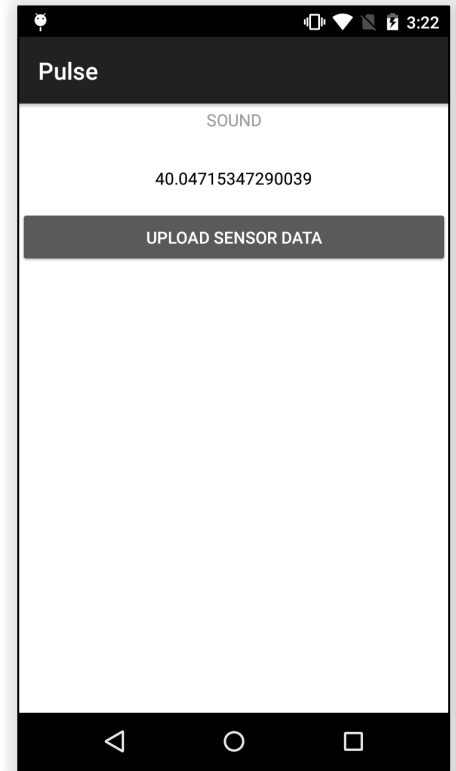 3:22
Pulse
SOUND
40.04715347290039
UPLOAD SENSOR DATA